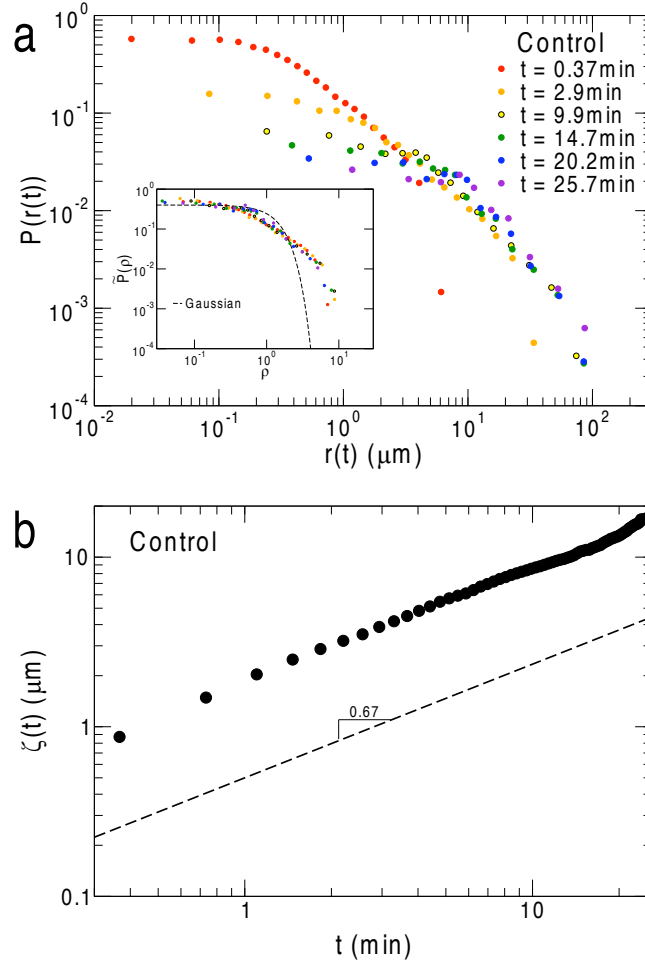 a
Control
t = 0.37min
t = 2.9min
t = 9.9min
t = 14.7min
t = 20.2min
t = 25.7min
P(r(t))
10^0
10^-1
10^-2
10^-3
10^-4
10^-2
10^-1
10^0
10^1
10^2
r(t) (μm)
P̃(ρ)
10^0
10^-1
10^-2
10^-3
10^-4
Gaussian
10^-1
10^0
10^1
ρ
b
Control
ζ(t) (μm)
10
1
0.1
0.67
1
10
t (min)